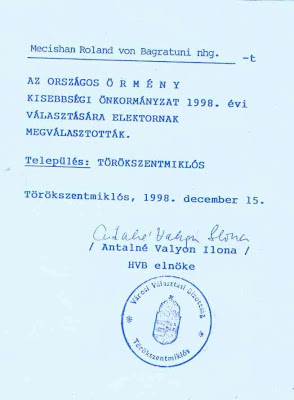 Mecishan Roland von Bagratuni nhg. -t
AZ ORSZÁGOS ÖRMÉNY
KISEBBSÉGI ÖNKORMÁNYZAT 1998. évi
VÁLASZTÁSÁRA ELEKTORNAK
MEGVÁLASZTOTTÁK.
Település: TÖRÖKSZENTMIKLÓS
Törökszentmiklós, 1998. december 15.
Antalné Valyon Ilona
/ Antalné Valyon Ilona /
HVB elnöke
Városi Választási Bizottság
Törökszentmiklós